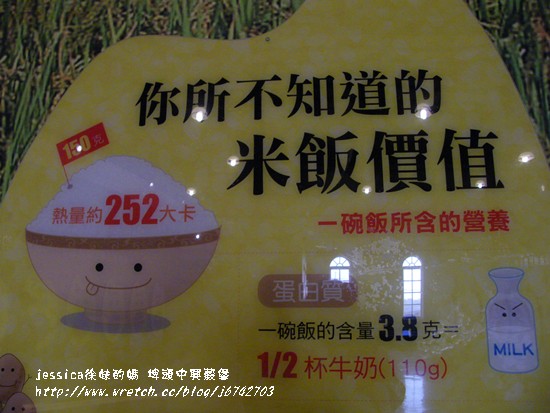 你所不知道的
米飯價值
150克
熱量約252大卡
一碗飯所含的營養
蛋白質
一碗飯的含量3.8克=
1/2杯牛奶(110g)
MILK
jessica徐妹的媽 埤頭中興穀堡
http://www.wretch.cc/blog/j6742703